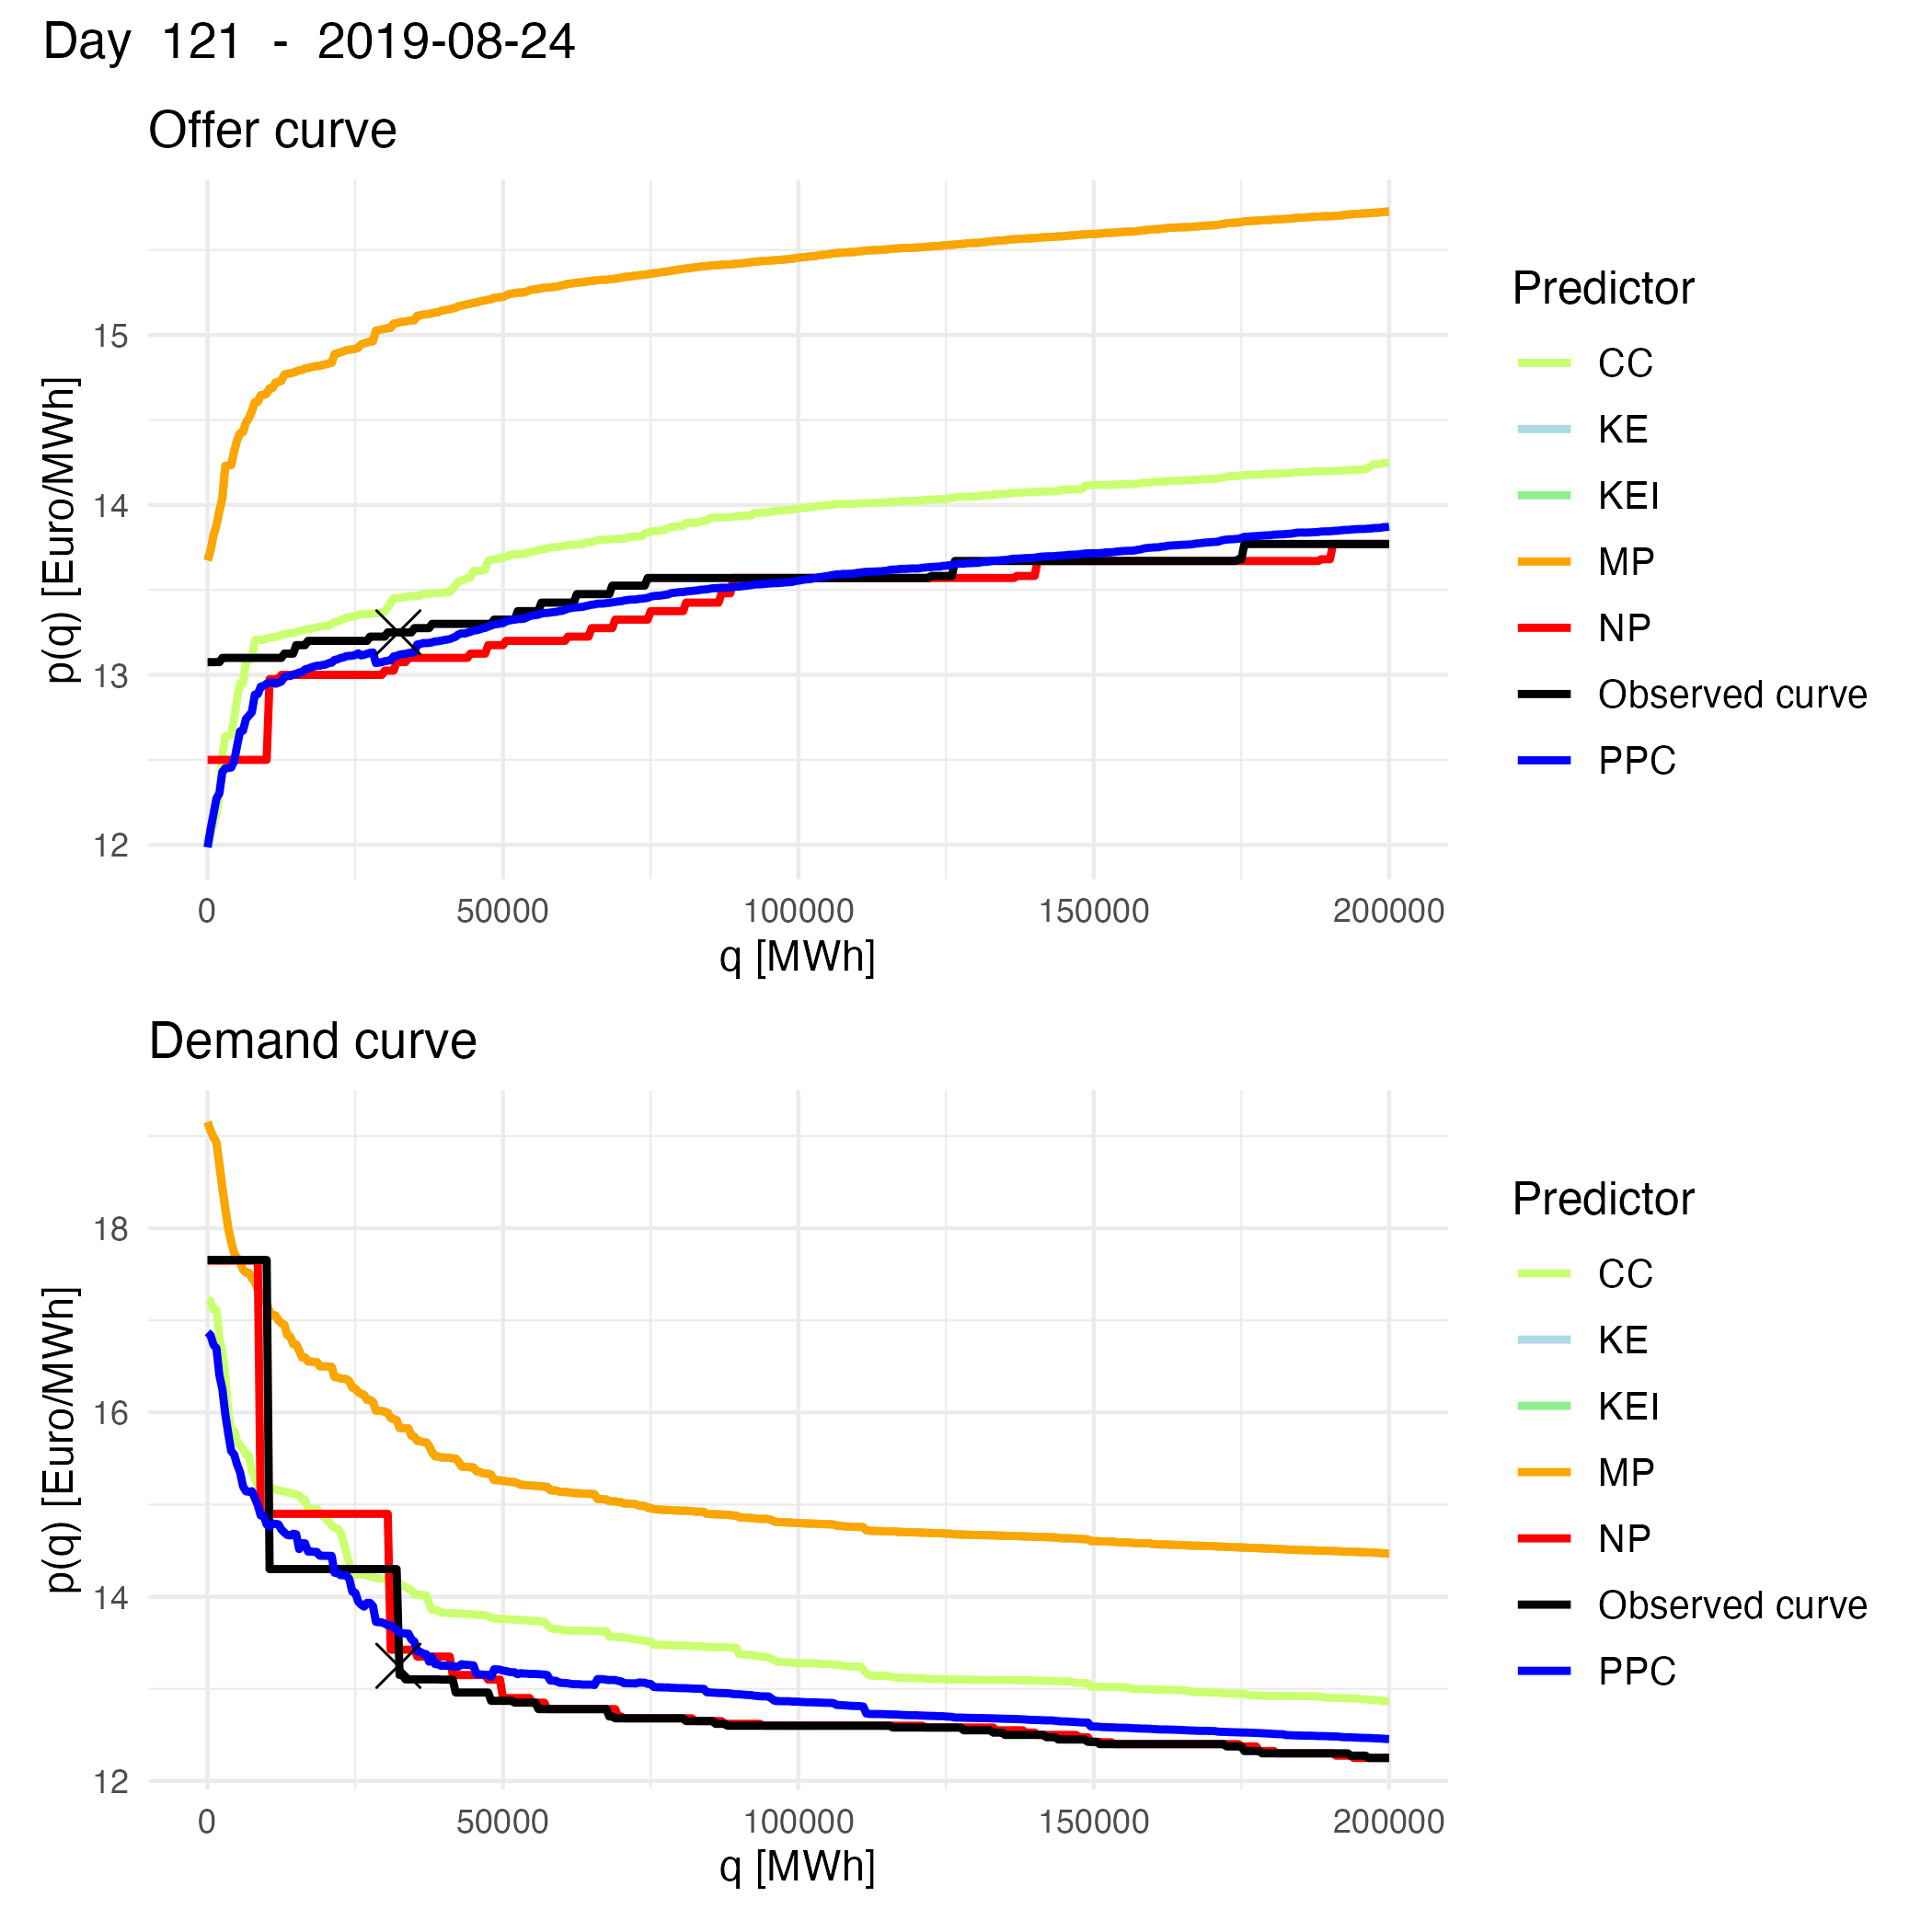 Day 121 - 2019-08-24
Offer curve
p(q) [Euro/MWh]
15
14
13
12
0 50000 100000 150000 200000
q [MWh]
Predictor
CC
KE
KEI
MP
NP
Observed curve
PPC
Demand curve
p(q) [Euro/MWh]
18
16
14
12
0 50000 100000 150000 200000
q [MWh]
Predictor
CC
KE
KEI
MP
NP
Observed curve
PPC